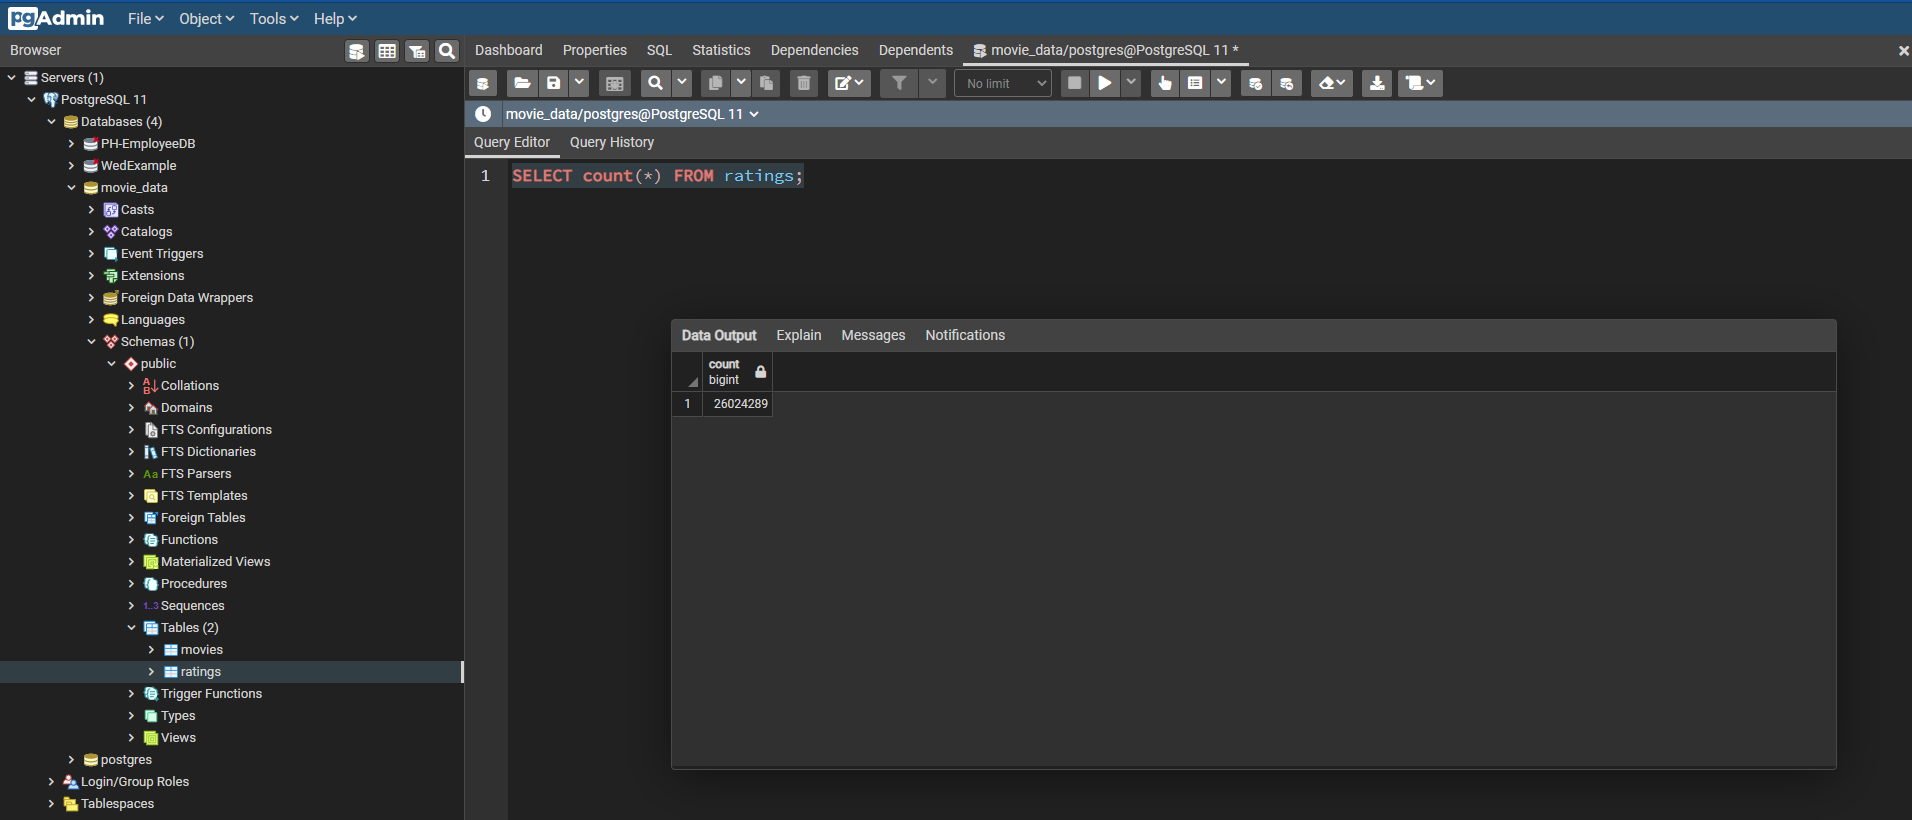 pgAdmin File Object Tools Help
Browser
Dashboard Properties SQL Statistics Dependencies Dependents movie_data/postgres@PostgreSQL 11 *
Servers (1)
PostgreSQL 11
Databases (4)
PH-EmployeeDB
WedExample
movie_data
Casts
Catalogs
Event Triggers
Extensions
Foreign Data Wrappers
Languages
Schemas (1)
public
Collations
Domains
FTS Configurations
FTS Dictionaries
Aa FTS Parsers
FTS Templates
Foreign Tables
Functions
Materialized Views
Procedures
1..3 Sequences
Tables (2)
movies
ratings
Trigger Functions
Types
Views
postgres
Login/Group Roles
Tablespaces
No limit
movie_data/postgres@PostgreSQL 11
Query Editor Query History
1 SELECT count(*) FROM ratings;
Data Output Explain Messages Notifications
count
bigint
1 26024289